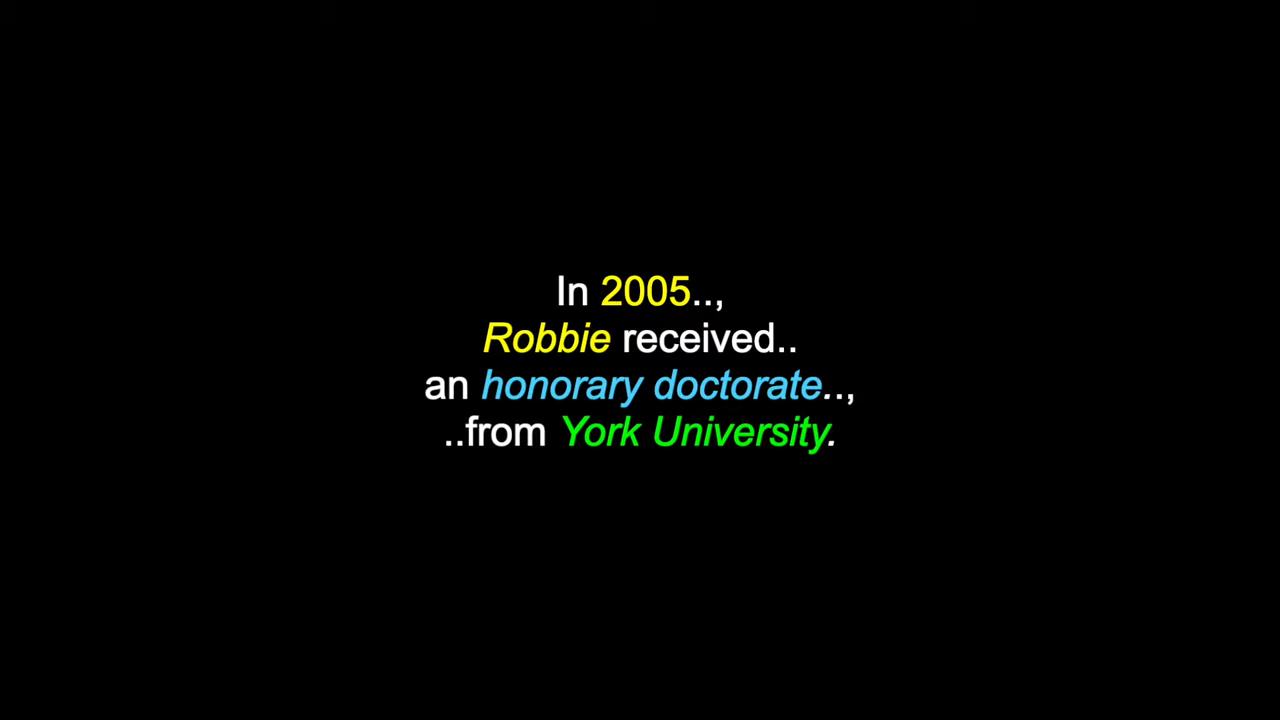 In 2005..,
Robbie received..
an honorary doctorate..,
..from York University.